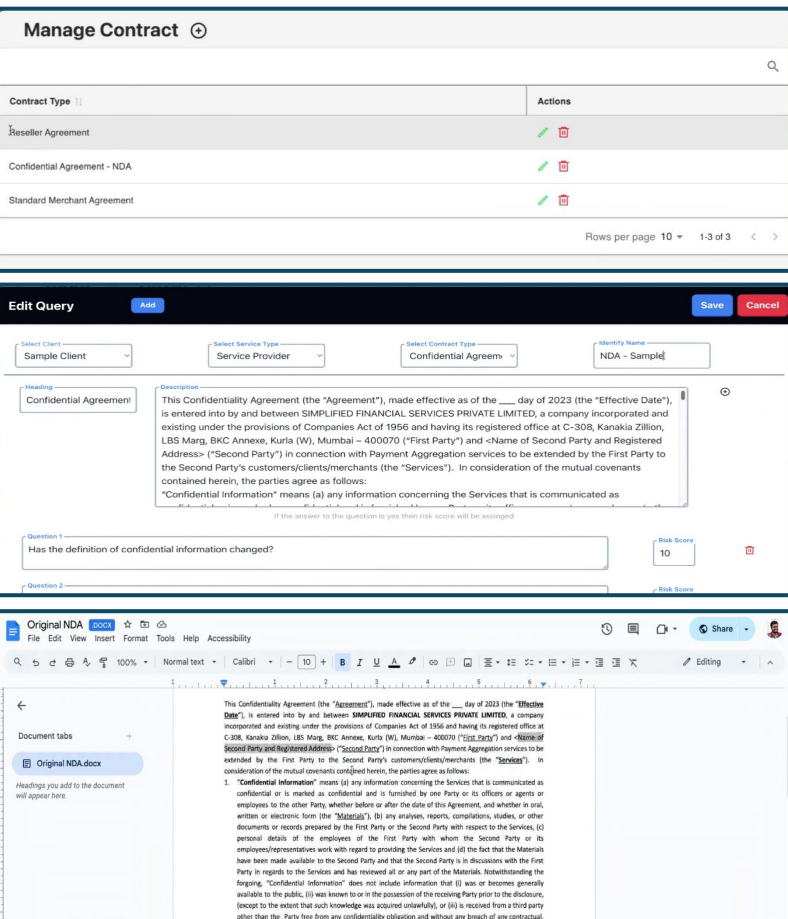 Manage Contract
Contract Type
Actions
Reseller Agreement
Confidential Agreement - NDA
Standard Merchant Agreement
Rows per page 10 1-3 of 3
Edit Query Add Save Cancel
Select Client Select Service Type Select Contract Type Identify Name
Sample Client Service Provider Confidential Agreem NDA - Sample
Heading Description
Confidential Agreement
This Confidentiality Agreement (the "Agreement"), made effective as of the ____ day of 2023 (the "Effective Date"),
is entered into by and between SIMPLIFIED FINANCIAL SERVICES PRIVATE LIMITED, a company incorporated and
existing under the provisions of Companies Act of 1956 and having its registered office at C-308, Kanakia Zillion,
LBS Marg, BKC Annexe, Kurla (W), Mumbai – 400070 ("First Party") and <Name of Second Party and Registered
Address> ("Second Party") in connection with Payment Aggregation services to be extended by the First Party to
the Second Party's customers/clients/merchants (the "Services"). In consideration of the mutual covenants
contained herein, the parties agree as follows:
"Confidential Information" means (a) any information concerning the Services that is communicated as
if the answer to the question is yes then risk score will be assinged
Question 1 Risk Score
Has the definition of confidential information changed? 10
Question 2 Risk Score
Original NDA .DOCX
File Edit View Insert Format Tools Help Accessibility
Share
100% Normal text Calibri 10 B I U A Editing
1 2 3 4 5 6 7
Document tabs
Original NDA.docx
Headings you add to the document
will appear here.
This Confidentiality Agreement (the "Agreement"), made effective as of the ___ day of 2023 (the "Effective
Date"), is entered into by and between SIMPLIFIED FINANCIAL SERVICES PRIVATE LIMITED, a company
incorporated and existing under the provisions of Companies Act of 1956 and having its registered office at
C-308, Kanakia Zillion, LBS Marg, BKC Annexe, Kurla (W), Mumbai – 400070 ("First Party") and <Name of
Second Party and Registered Address> ("Second Party") in connection with Payment Aggregation services to be
extended by the First Party to the Second Party's customers/clients/merchants (the "Services"). In
consideration of the mutual covenants contained herein, the parties agree as follows:
1. "Confidential Information" means (a) any information concerning the Services that is communicated as
confidential or is marked as confidential and is furnished by one Party or its officers or agents or
employees to the other Party, whether before or after the date of this Agreement, and whether in oral,
written or electronic form (the "Materials"), (b) any analyses, reports, compilations, studies, or other
documents or records prepared by the First Party or the Second Party with respect to the Services, (c)
personal details of the employees of the First Party with whom the Second Party or its
employees/representatives work with regard to providing the Services and (d) the fact that the Materials
have been made available to the Second Party and that the Second Party is in discussions with the First
Party in regards to the Services and has reviewed all or any part of the Materials. Notwithstanding the
forgoing, "Confidential Information" does not include information that (i) was or becomes generally
available to the public, (ii) was known to or in the possession of the receiving Party prior to the disclosure,
(except to the extent that such knowledge was acquired unlawfully), or (iii) is received from a third party
other than the Party free from any confidentiality obligation and without any breach of any contractual,